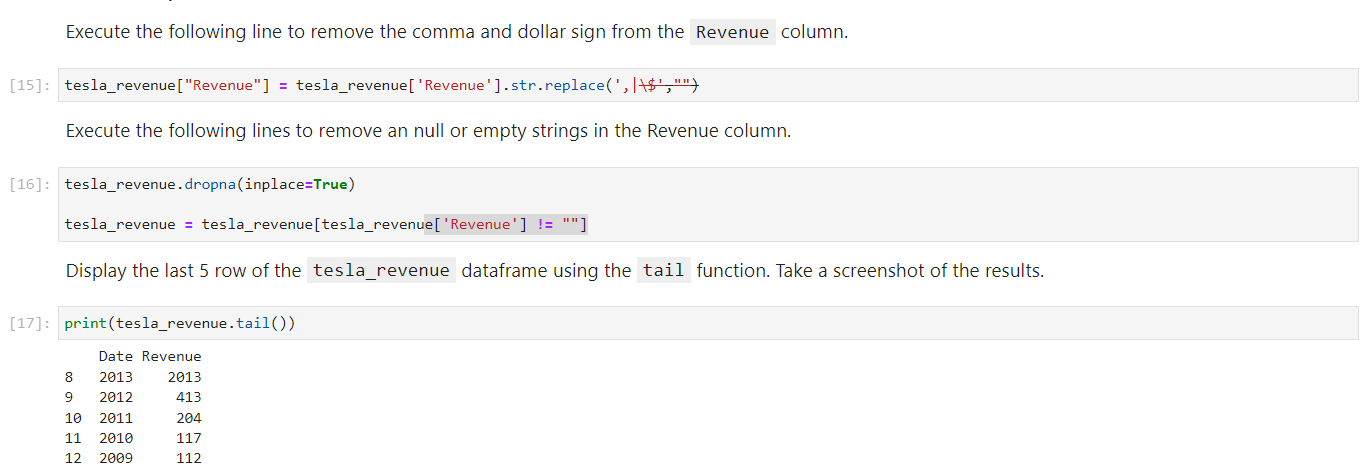 Execute the following line to remove the comma and dollar sign from the Revenue column.
[15]: tesla_revenue["Revenue"] = tesla_revenue['Revenue'].str.replace(',|\$',"")
Execute the following lines to remove an null or empty strings in the Revenue column.
[16]: tesla_revenue.dropna(inplace=True)
tesla_revenue = tesla_revenue[tesla_revenue['Revenue'] != ""]
Display the last 5 row of the tesla_revenue dataframe using the tail function. Take a screenshot of the results.
[17]: print(tesla_revenue.tail())
Date Revenue
8 2013 2013
9 2012 413
10 2011 204
11 2010 117
12 2009 112